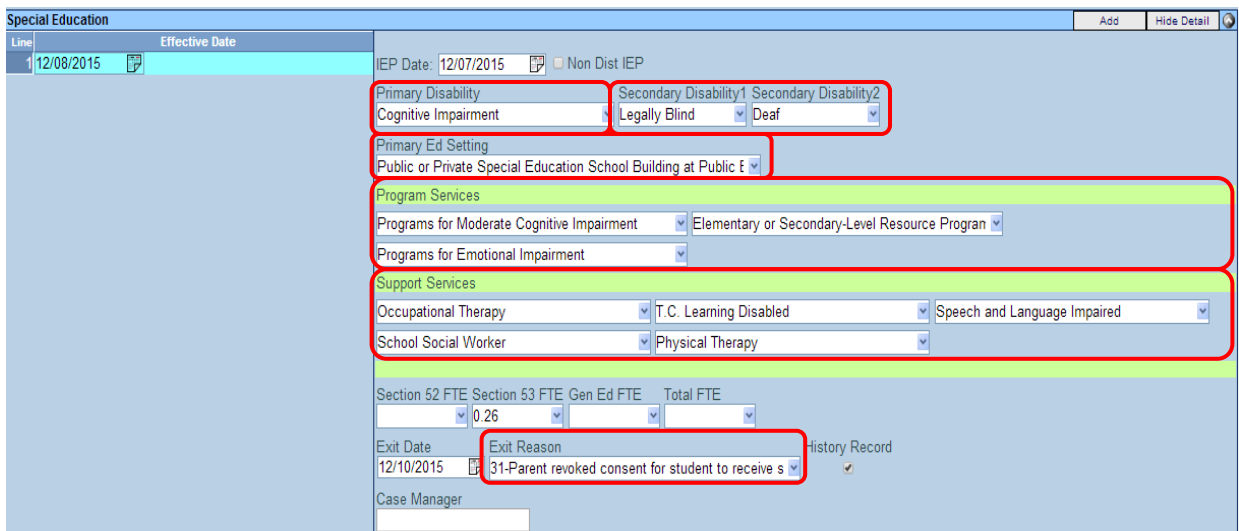 Special Education Add Hide Detail
Line Effective Date
1 12/08/2015
IEP Date: 12/07/2015 Non Dist IEP
Primary Disability Secondary Disability1 Secondary Disability2
Cognitive Impairment Legally Blind Deaf
Primary Ed Setting
Public or Private Special Education School Building at Public E
Program Services
Programs for Moderate Cognitive Impairment Elementary or Secondary-Level Resource Program
Programs for Emotional Impairment
Support Services
Occupational Therapy T.C. Learning Disabled Speech and Language Impaired
School Social Worker Physical Therapy
Section 52 FTE Section 53 FTE Gen Ed FTE Total FTE
0.26
Exit Date Exit Reason History Record
12/10/2015 31-Parent revoked consent for student to receive s
Case Manager